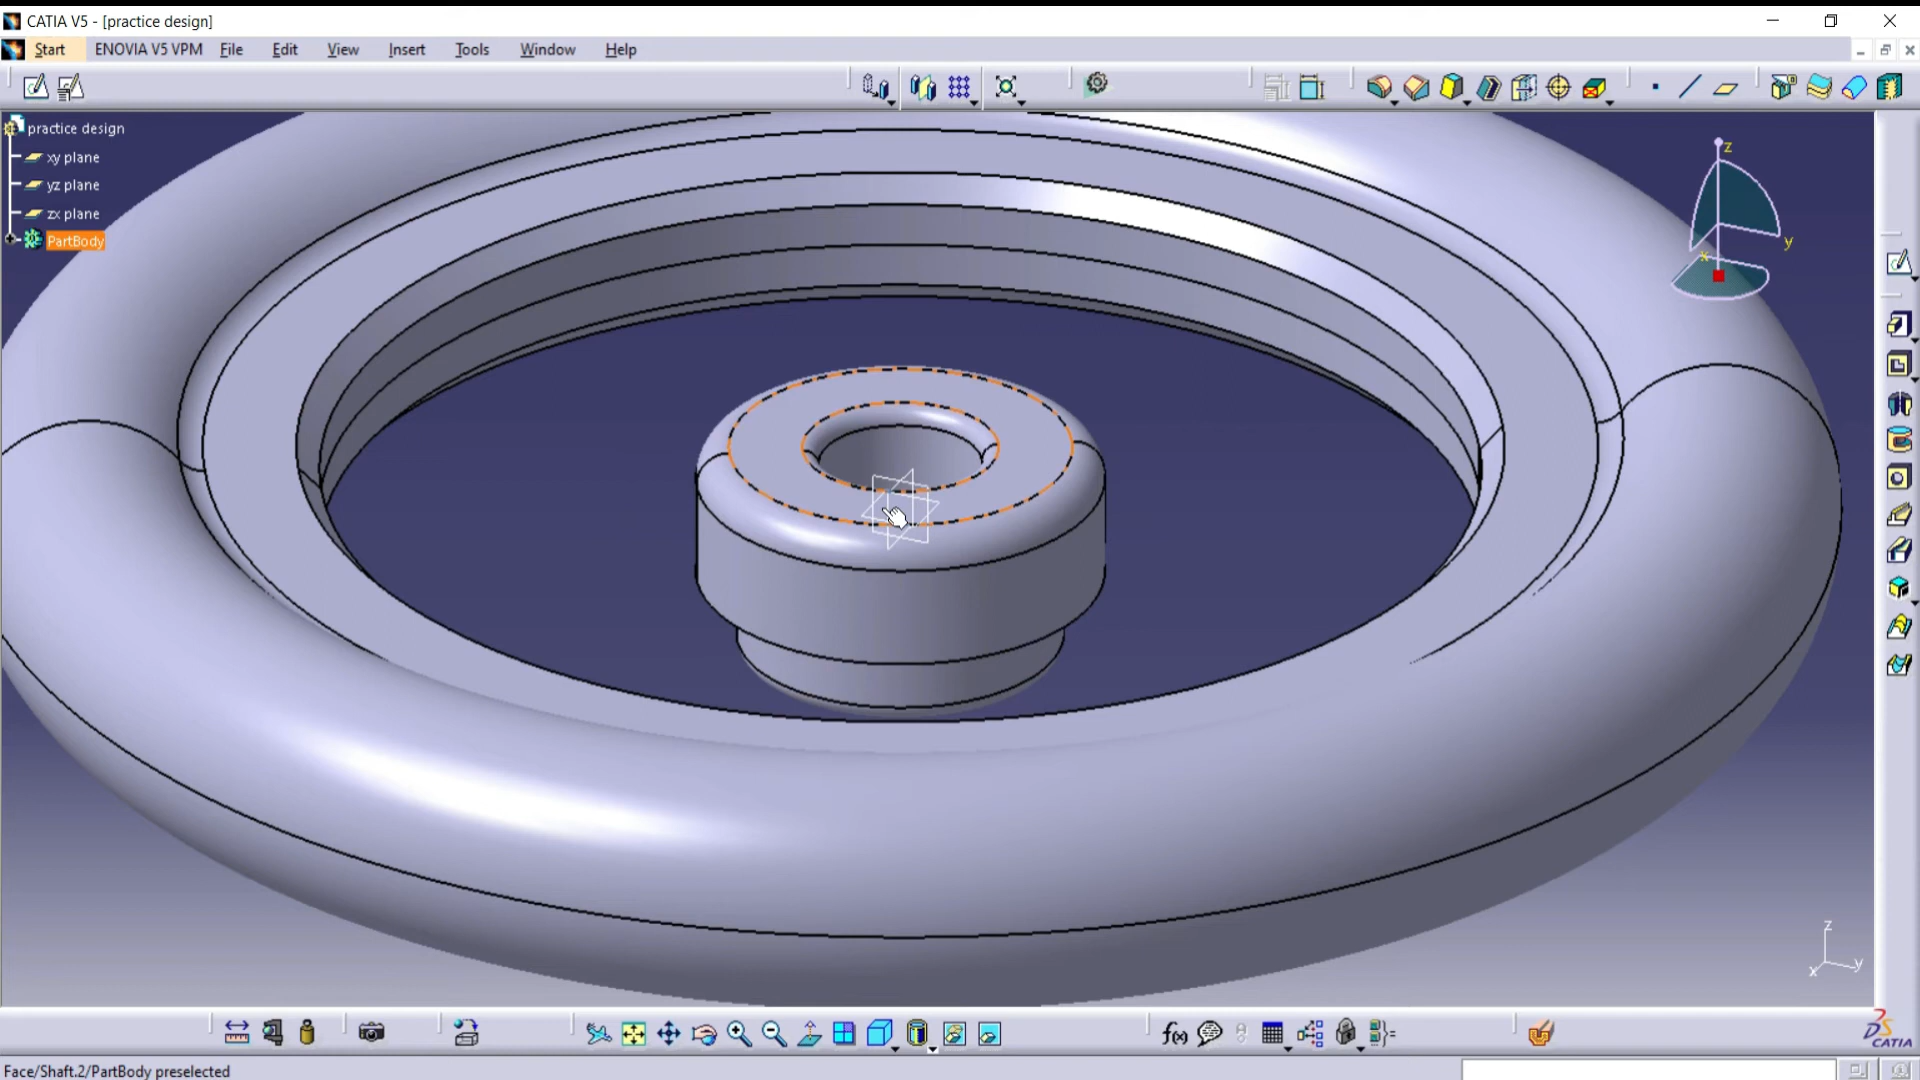 CATIA V5 - [practice design]
Start ENOVIA V5 VPM File Edit View Insert Tools Window Help
practice design
xy plane
yz plane
zx plane
PartBody
z
y
x
z
x y
f(x)
DS
CATIA
Face/Shaft.2/PartBody preselected